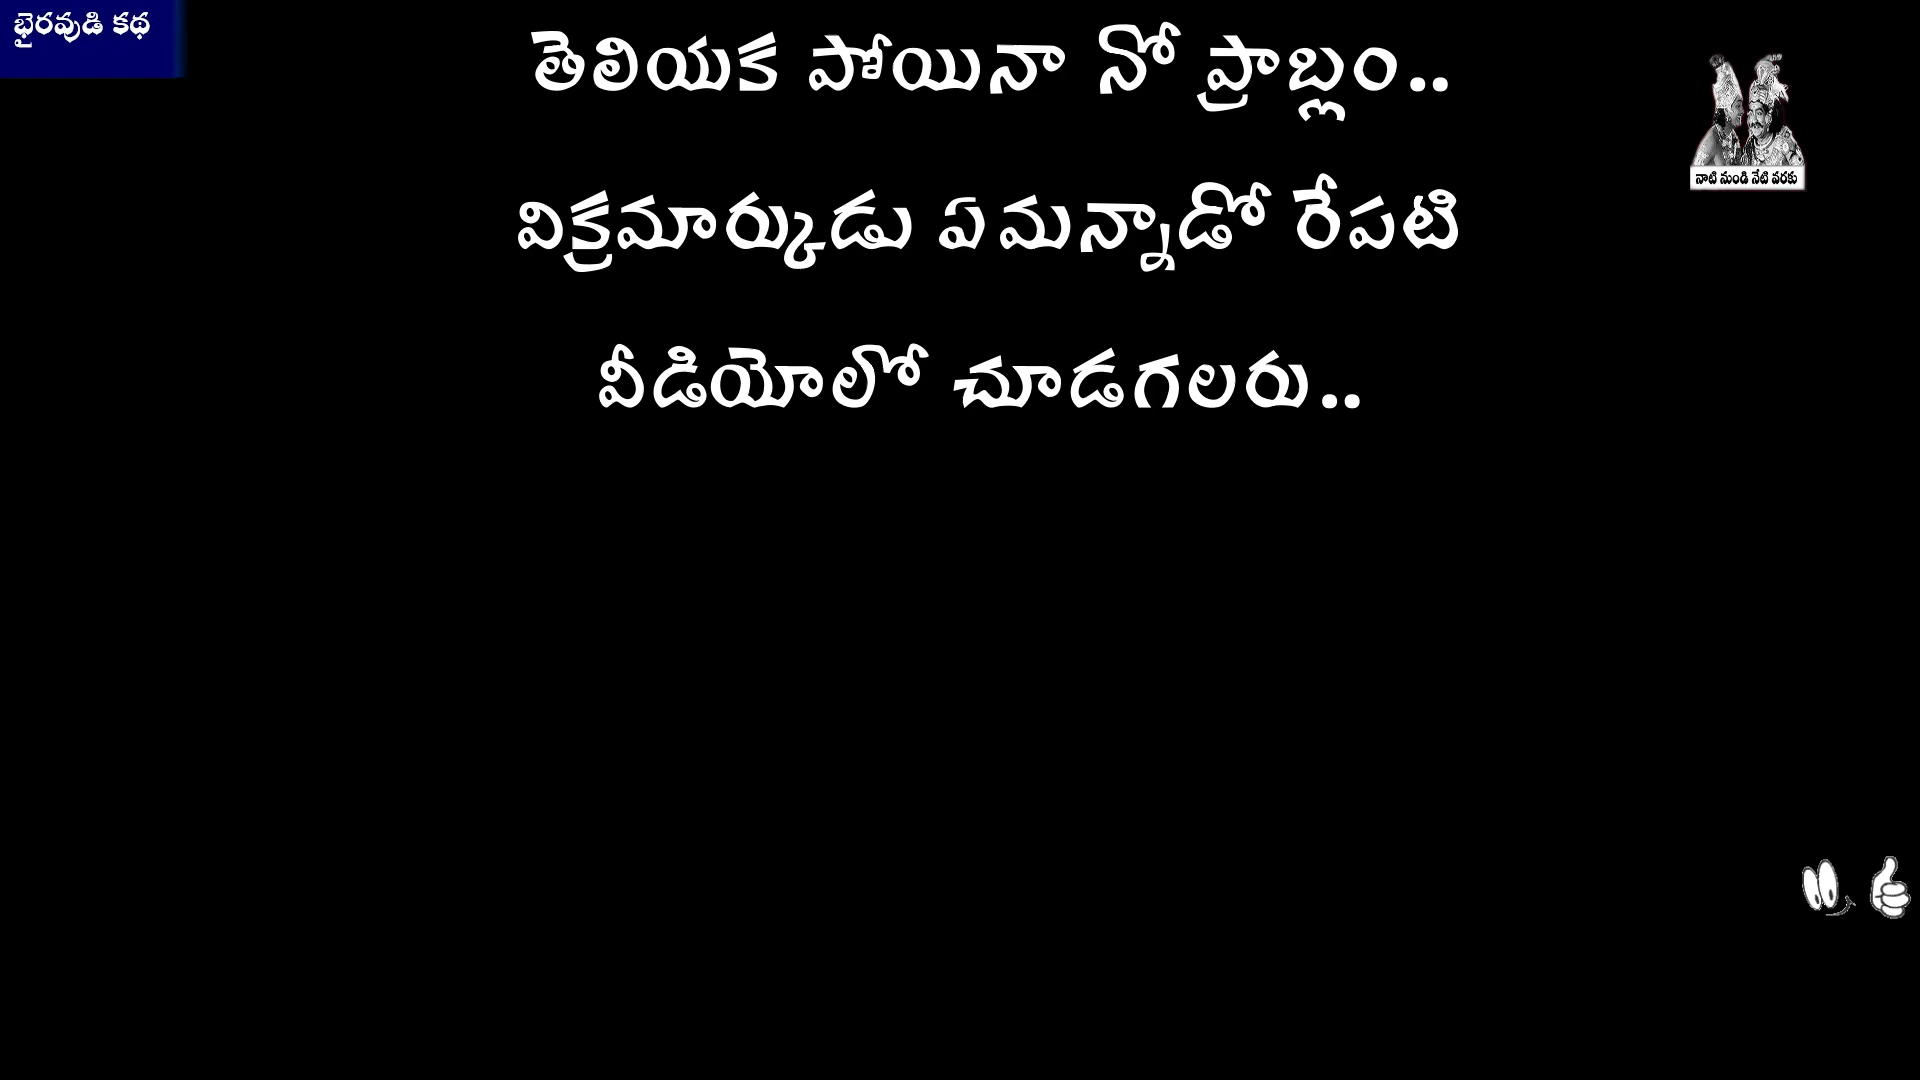 భైరవుడి కథ
తెలియక పోయినా నో ప్రాబ్లం..
విక్రమార్కుడు ఏమన్నాడో రేపటి
వీడియోలో చూడగలరు..
నాటి నుండి నేటి వరకు